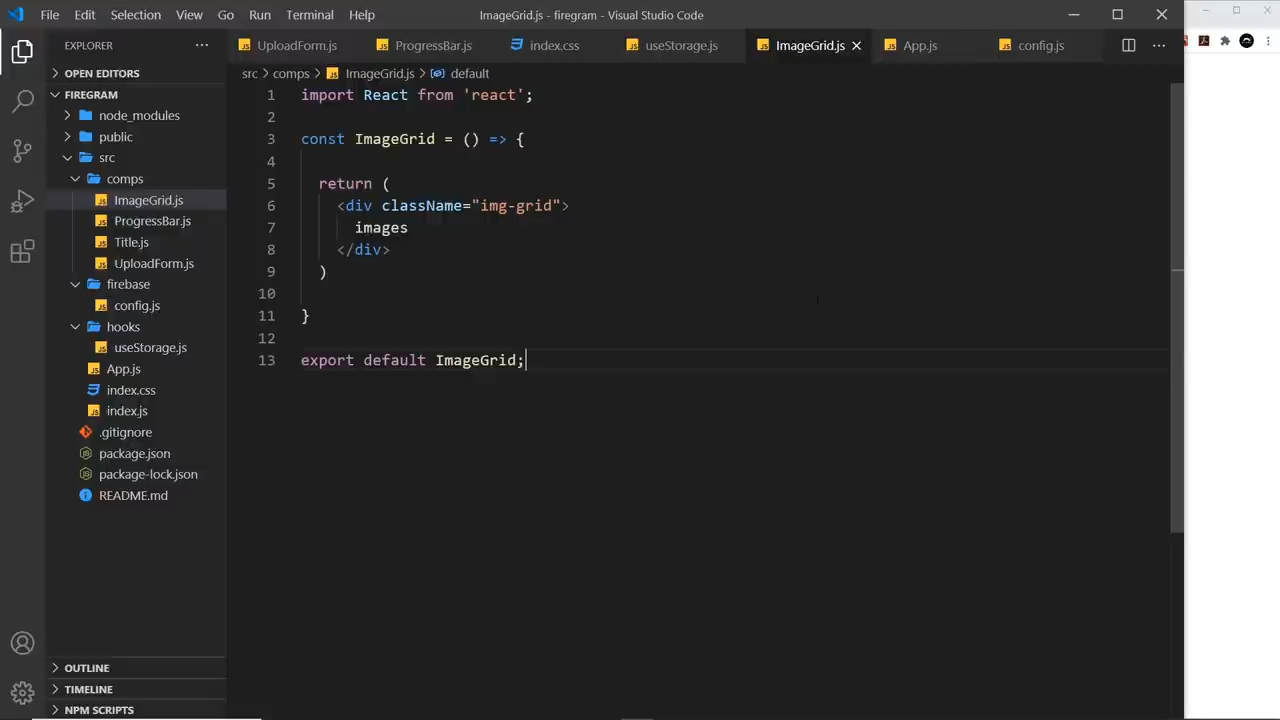 File Edit Selection View Go Run Terminal Help ImageGrid.js - firegram - Visual Studio Code
EXPLORER
OPEN EDITORS
FIREGRAM
node_modules
public
src
comps
ImageGrid.js
ProgressBar.js
Title.js
UploadForm.js
firebase
config.js
hooks
useStorage.js
App.js
index.css
index.js
.gitignore
package.json
package-lock.json
README.md
OUTLINE
TIMELINE
NPM SCRIPTS
UploadForm.js ProgressBar.js index.css useStorage.js ImageGrid.js App.js config.js
src > comps > ImageGrid.js > default
1 import React from 'react';
2
3 const ImageGrid = () => {
4
5 return (
6 <div className="img-grid">
7 images
8 </div>
9 )
10
11 }
12
13 export default ImageGrid;